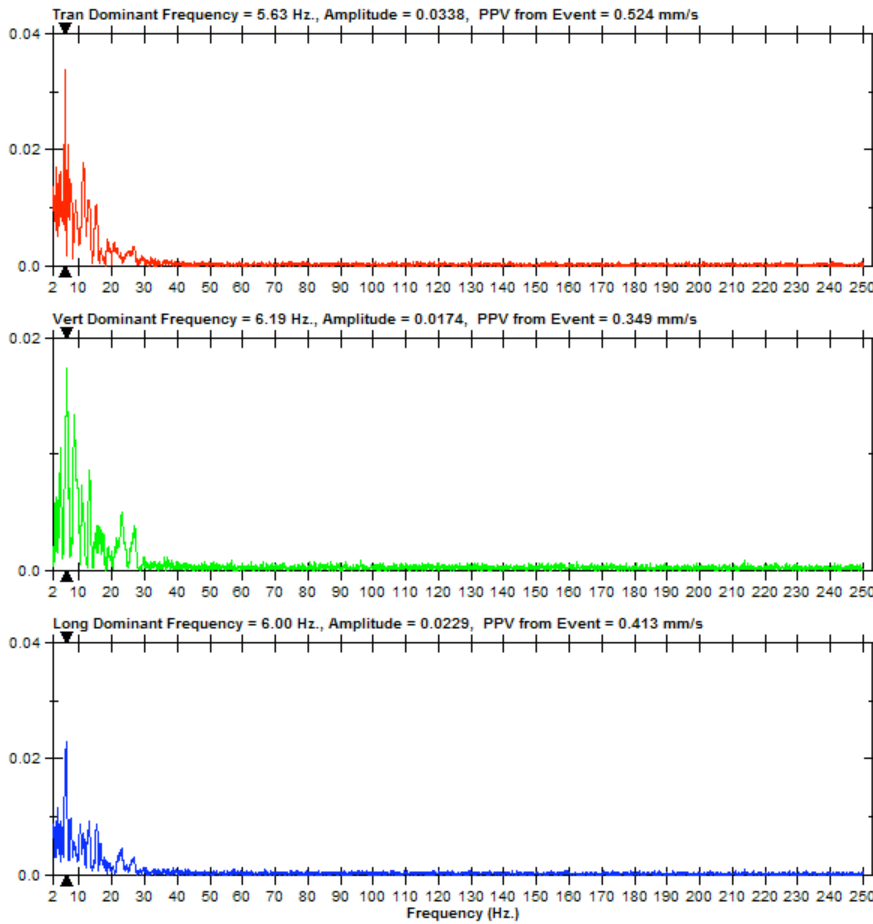 Tran Dominant Frequency = 5.63 Hz., Amplitude = 0.0338, PPV from Event = 0.524 mm/s
0.04
0.02
0.0
2 10 20 30 40 50 60 70 80 90 100 110 120 130 140 150 160 170 180 190 200 210 220 230 240 250
Vert Dominant Frequency = 6.19 Hz., Amplitude = 0.0174, PPV from Event = 0.349 mm/s
0.02
0.0
2 10 20 30 40 50 60 70 80 90 100 110 120 130 140 150 160 170 180 190 200 210 220 230 240 250
Long Dominant Frequency = 6.00 Hz., Amplitude = 0.0229, PPV from Event = 0.413 mm/s
0.04
0.02
0.0
2 10 20 30 40 50 60 70 80 90 100 110 120 130 140 150 160 170 180 190 200 210 220 230 240 250
Frequency (Hz.)